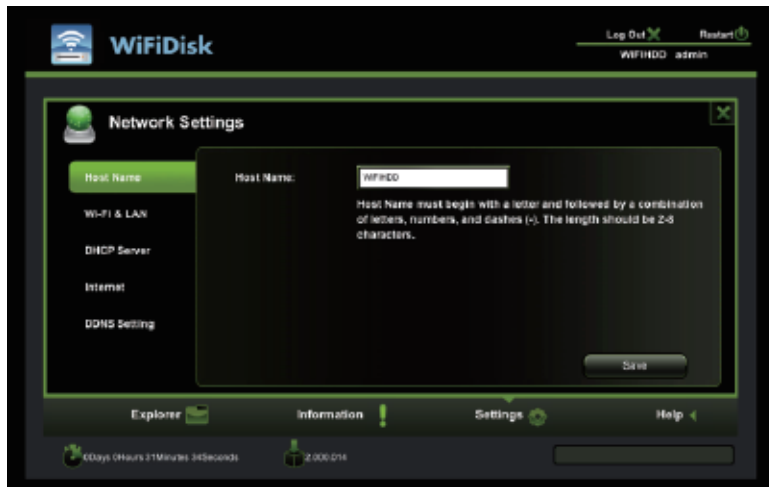 WiFiDisk
Log Out Restart
WIFIHDD admin
Network Settings
Host Name
Host Name:
WIFIHDD
Host Name must begin with a letter and followed by a combination
of letters, numbers, and dashes (-). The length should be 2-8
characters.
WI-FI & LAN
DHCP Server
Internet
DDNS Setting
Save
Explorer
Information
Settings
Help
0Days 0Hours 31Minutes 34Seconds
2.000.014